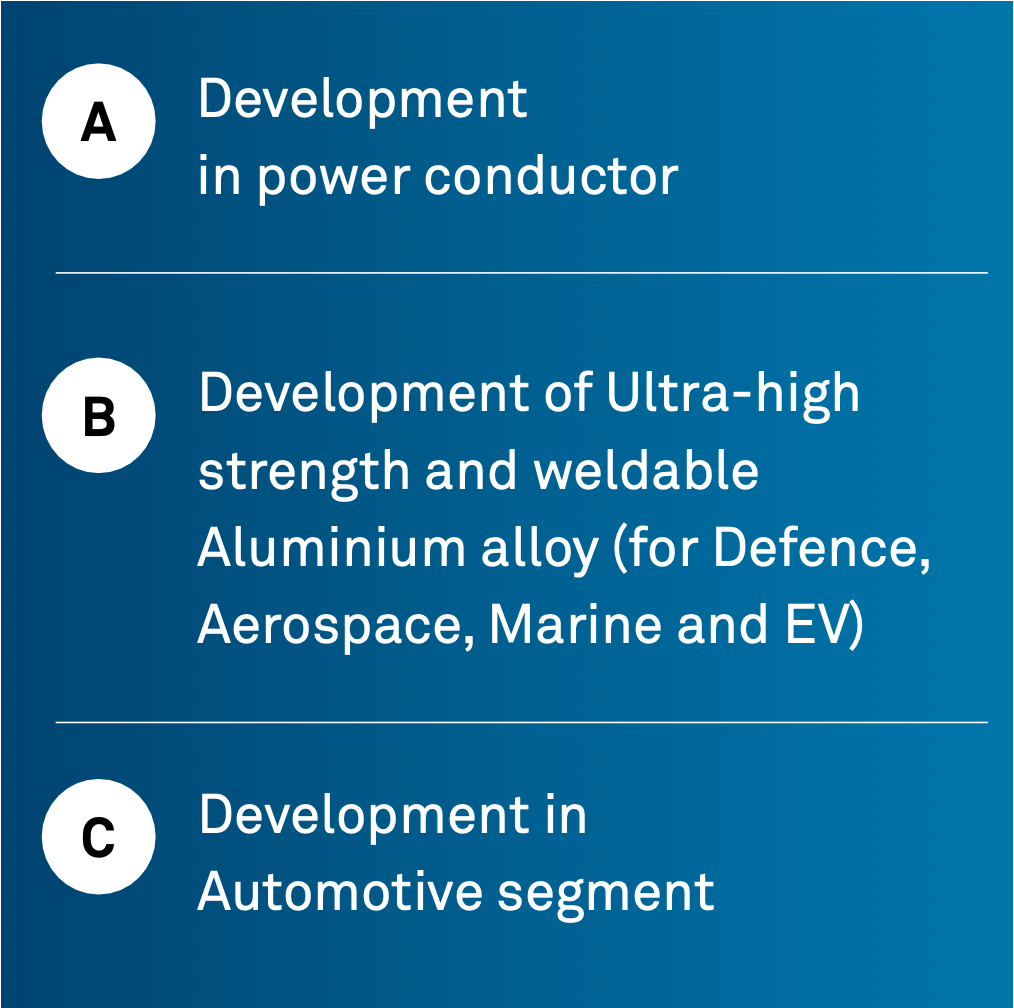 A
Development
in power conductor
B
Development of Ultra-high
strength and weldable
Aluminium alloy (for Defence,
Aerospace, Marine and EV)
C
Development in
Automotive segment